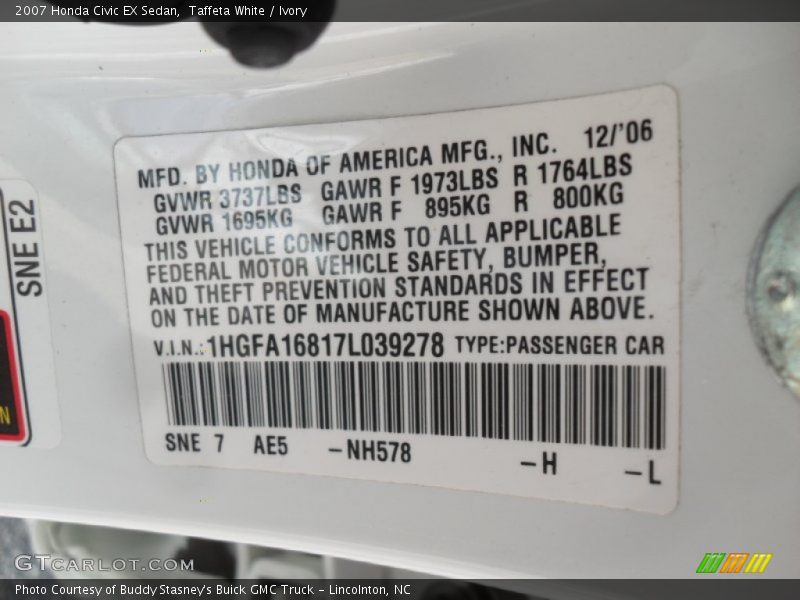 2007 Honda Civic EX Sedan,  Taffeta White / Ivory
MFD. BY HONDA OF AMERICA MFG., INC.  12/'06
GVWR 3737LBS  GAWR F 1973LBS  R 1764LBS
GVWR 1695KG  GAWR F  895KG  R  800KG
THIS VEHICLE CONFORMS TO ALL APPLICABLE
FEDERAL MOTOR VEHICLE SAFETY, BUMPER,
AND THEFT PREVENTION STANDARDS IN EFFECT
ON THE DATE OF MANUFACTURE SHOWN ABOVE.
V.I.N.:1HGFA16817L039278 TYPE:PASSENGER CAR
SNE 7  AE5  -NH578  -H  -L
SNE E2
GTCARLOT.COM
Photo Courtesy of Buddy Stasney's Buick GMC Truck - Lincolnton, NC